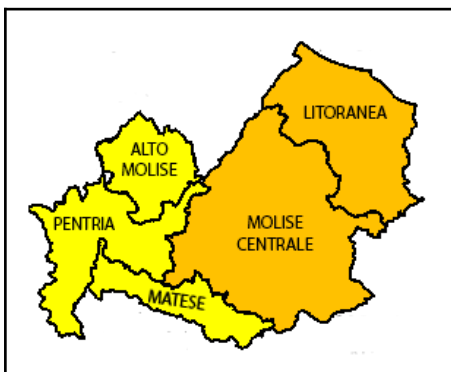 LITORANEA
ALTO
MOLISE
PENTRIA
MOLISE
CENTRALE
MATESE